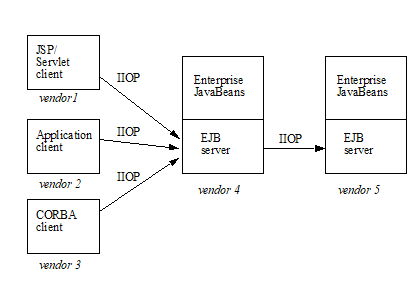 JSP/
Servlet
client
IIOP
vendor1
Application
client
IIOP
vendor 2
IIOP
CORBA
client
vendor 3
Enterprise
JavaBeans
EJB
server
vendor 4
IIOP
Enterprise
JavaBeans
EJB
server
vendor 5